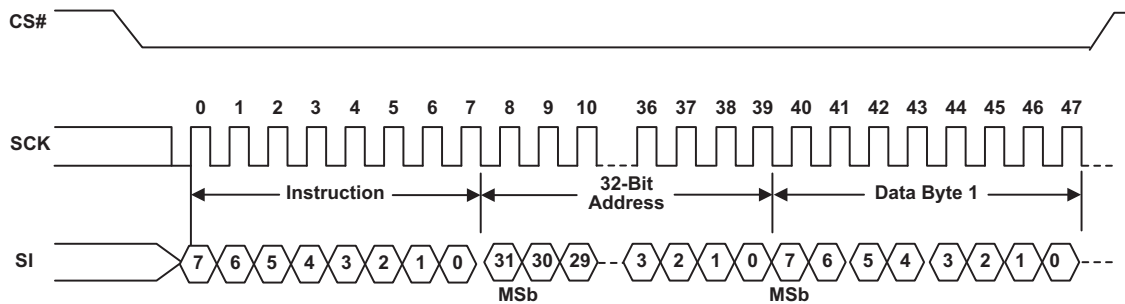 CS#
0 1 2 3 4 5 6 7 8 9 10 36 37 38 39 40 41 42 43 44 45 46 47
SCK
Instruction
32-Bit
Address
Data Byte 1
SI
7 6 5 4 3 2 1 0 31 30 29 3 2 1 0 7 6 5 4 3 2 1 0
MSb MSb